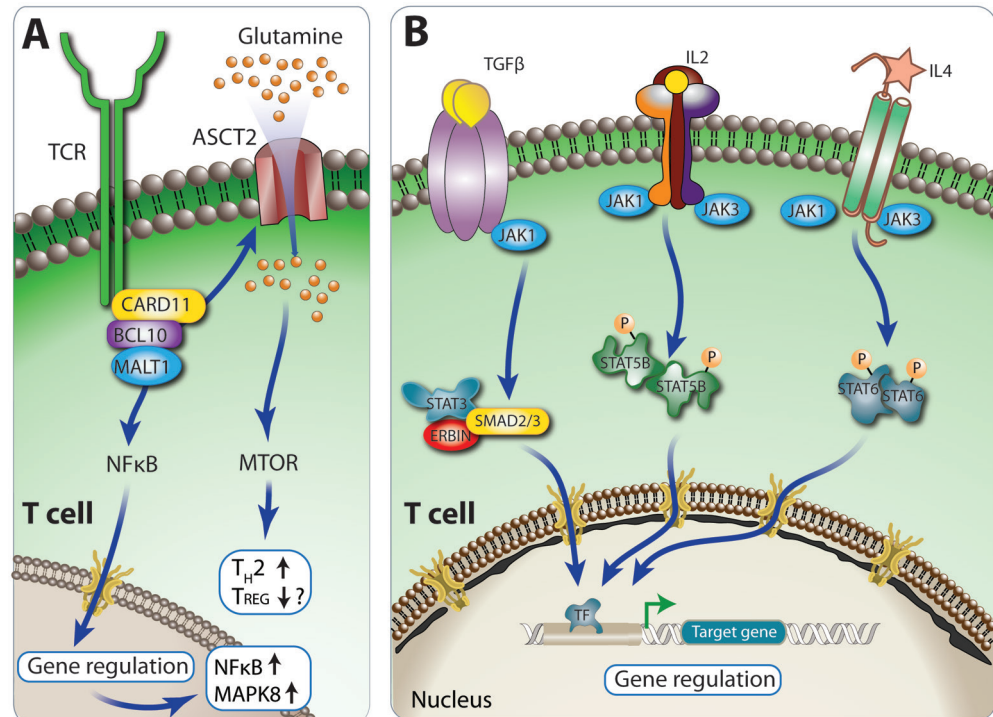 A
Glutamine
TCR
ASCT2
CARD11
BCL10
MALT1
NFκB
MTOR
T cell
TH2 ↑
TREG ↓ ?
Gene regulation
NFκB ↑
MAPK8 ↑
B
TGFβ
IL2
IL4
JAK1
JAK1
JAK3
JAK1
JAK3
P
P
STAT5B
STAT5B
P
P
STAT6
STAT6
STAT3
SMAD2/3
ERBIN
T cell
TF
Target gene
Gene regulation
Nucleus